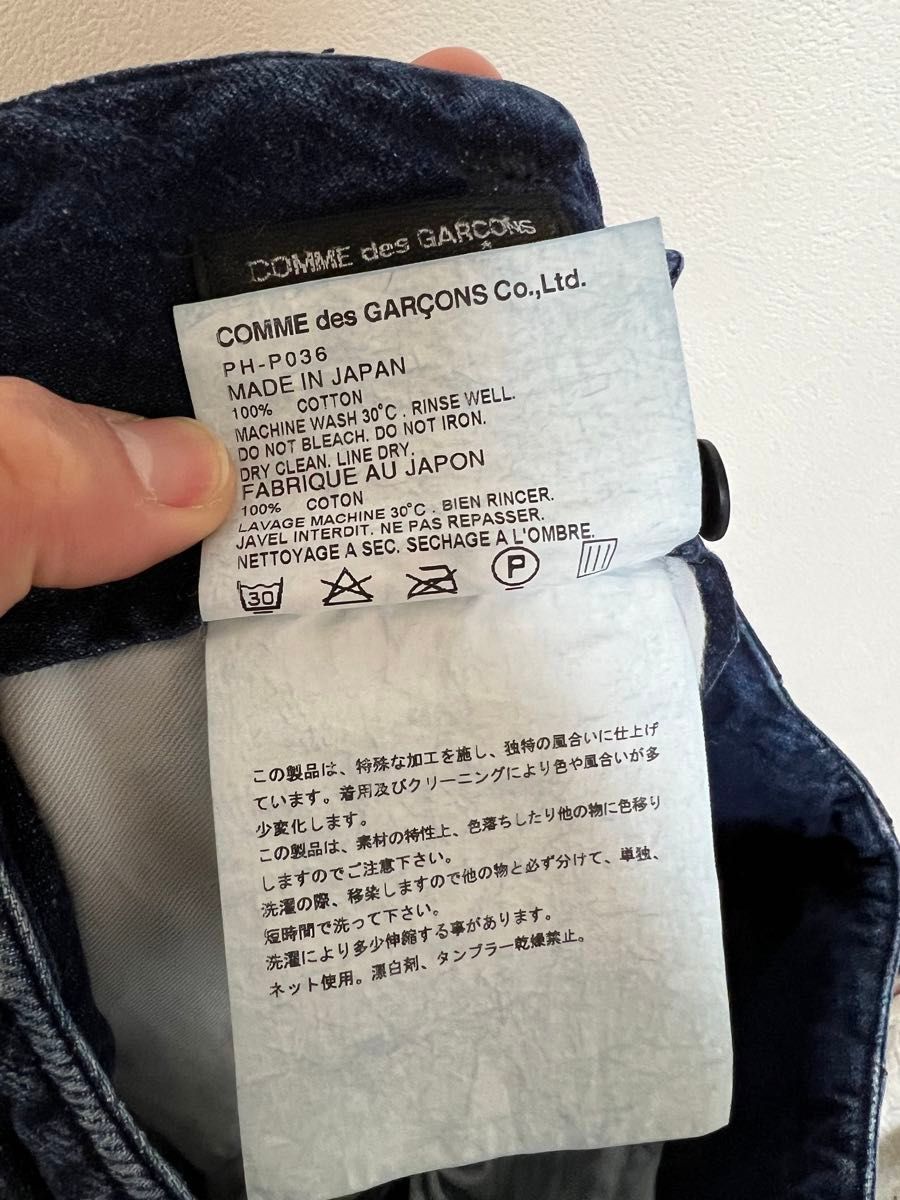 COMME des GARÇONS
COMME des GARÇONS Co.,Ltd.
PH-P036
MADE IN JAPAN
100% COTTON
MACHINE WASH 30°C . RINSE WELL.
DO NOT BLEACH. DO NOT IRON.
DRY CLEAN. LINE DRY.
FABRIQUE AU JAPON
100% COTON
LAVAGE MACHINE 30°C . BIEN RINCER.
JAVEL INTERDIT. NE PAS REPASSER.
NETTOYAGE A SEC. SECHAGE A L'OMBRE.
30 P
この製品は、特殊な加工を施し、独特の風合いに仕上げ
ています。着用及びクリーニングにより色や風合いが多
少変化します。
この製品は、素材の特性上、色落ちしたり他の物に色移り
しますのでご注意下さい。
洗濯の際、移染しますので他の物と必ず分けて、単独、
短時間で洗って下さい。
洗濯により多少伸縮する事があります。
ネット使用。漂白剤、タンブラー乾燥禁止。